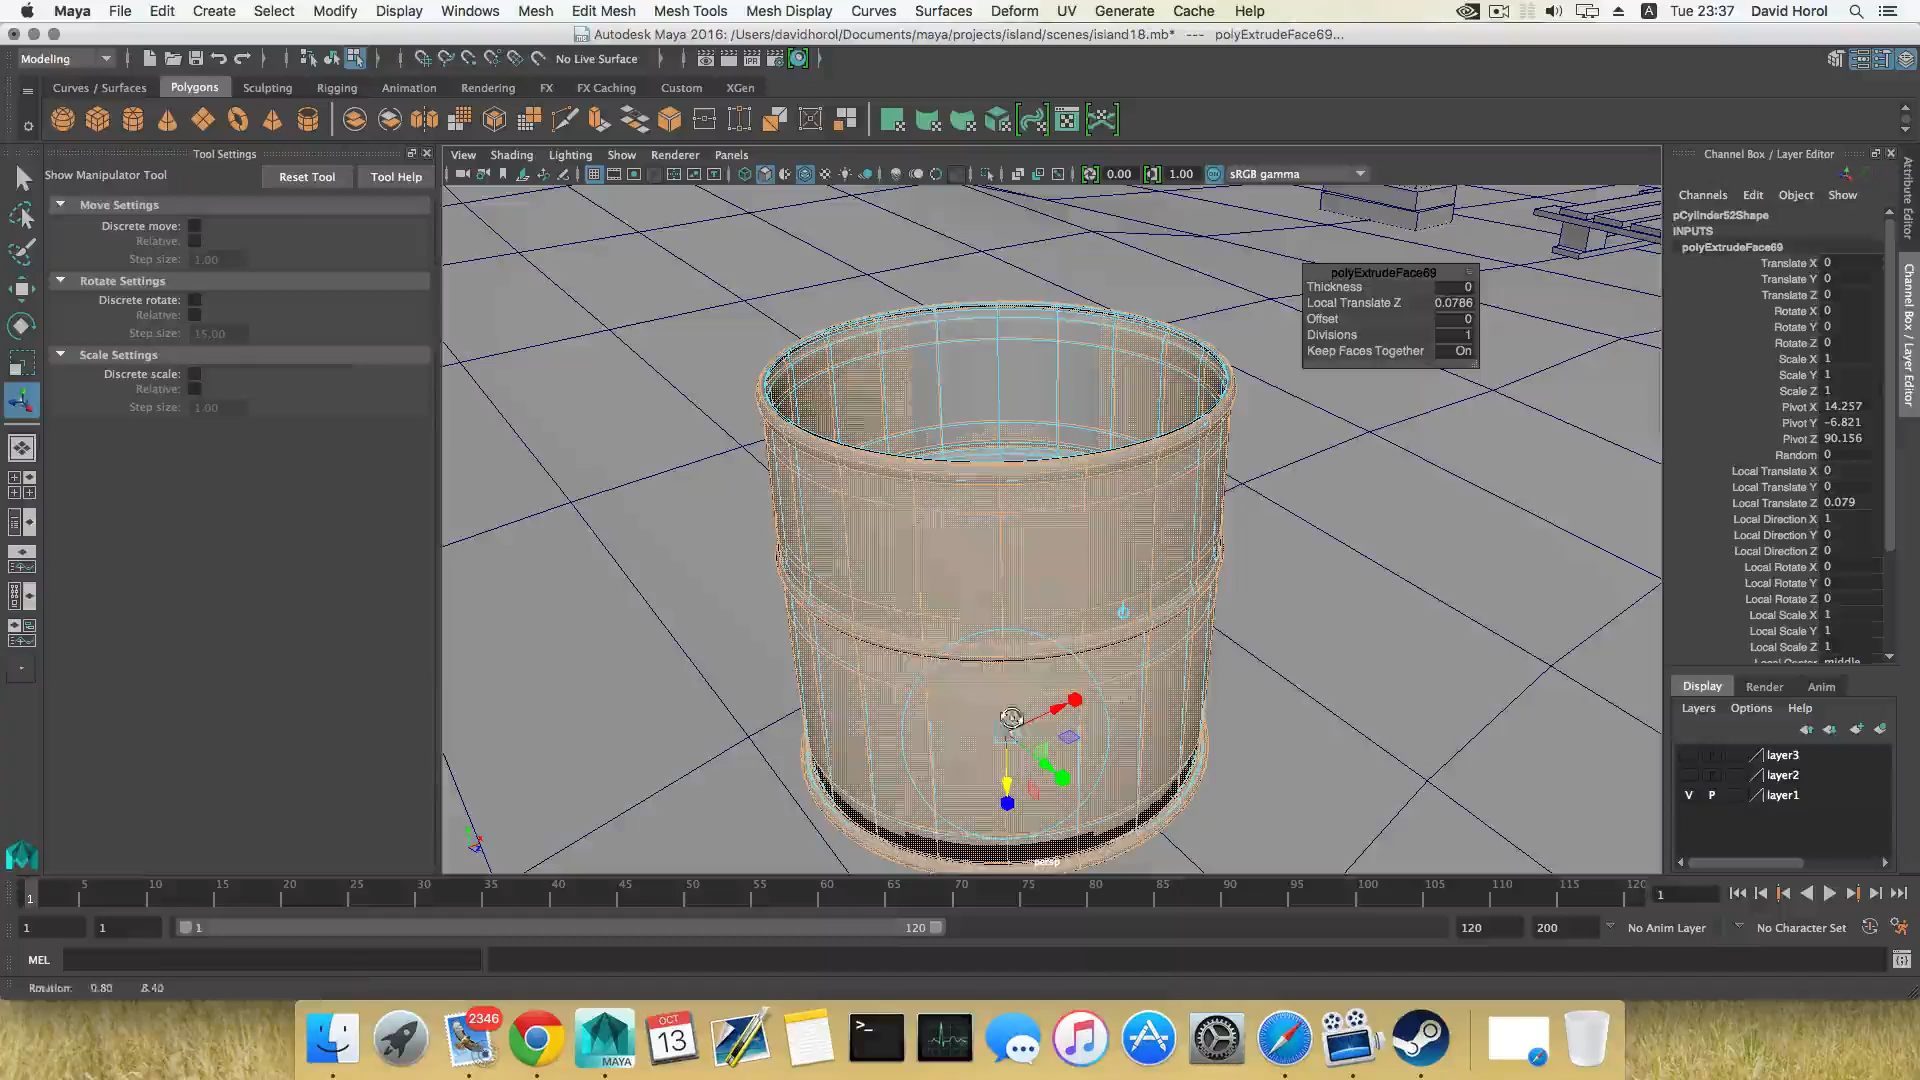 Maya File Edit Create Select Modify Display Windows Mesh Edit Mesh Mesh Tools Mesh Display Curves Surfaces Deform UV Generate Cache Help A Tue 23:37 David Horol
Autodesk Maya 2016: /Users/davidhorol/Documents/maya/projects/island/scenes/island18.mb* --- polyExtrudeFace69...
Modeling No Live Surface
Curves / Surfaces Polygons Sculpting Rigging Animation Rendering FX FX Caching Custom XGen
Tool Settings
Show Manipulator Tool Reset Tool Tool Help
Move Settings
Discrete move:
Relative:
Step size: 1.00
Rotate Settings
Discrete rotate:
Relative:
Step size: 15.00
Scale Settings
Discrete scale:
Relative:
Step size: 1.00
View Shading Lighting Show Renderer Panels
0.00 1.00 sRGB gamma
polyExtrudeFace69
Thickness 0
Local Translate Z 0.0786
Offset 0
Divisions 1
Keep Faces Together On
persp
Channel Box / Layer Editor
Channels Edit Object Show
pCylinder52Shape
INPUTS
polyExtrudeFace69
Translate X 0
Translate Y 0
Translate Z 0
Rotate X 0
Rotate Y 0
Rotate Z 0
Scale X 1
Scale Y 1
Scale Z 1
Pivot X 14.257
Pivot Y -6.821
Pivot Z 90.156
Random 0
Local Translate X 0
Local Translate Y 0
Local Translate Z 0.079
Local Direction X 1
Local Direction Y 0
Local Direction Z 0
Local Rotate X 0
Local Rotate Y 0
Local Rotate Z 0
Local Scale X 1
Local Scale Y 1
Local Scale Z 1
Local Center middle
Attribute Editor
Channel Box / Layer Editor
Display Render Anim
Layers Options Help
layer3
layer2
V P layer1
1 5 10 15 20 25 30 35 40 45 50 55 60 65 70 75 80 85 90 95 100 105 110 115 120 1
1 1 1 120 120 200 No Anim Layer No Character Set
MEL
Rotation: 0.80 8.40
2346
MAYA
OCT
13